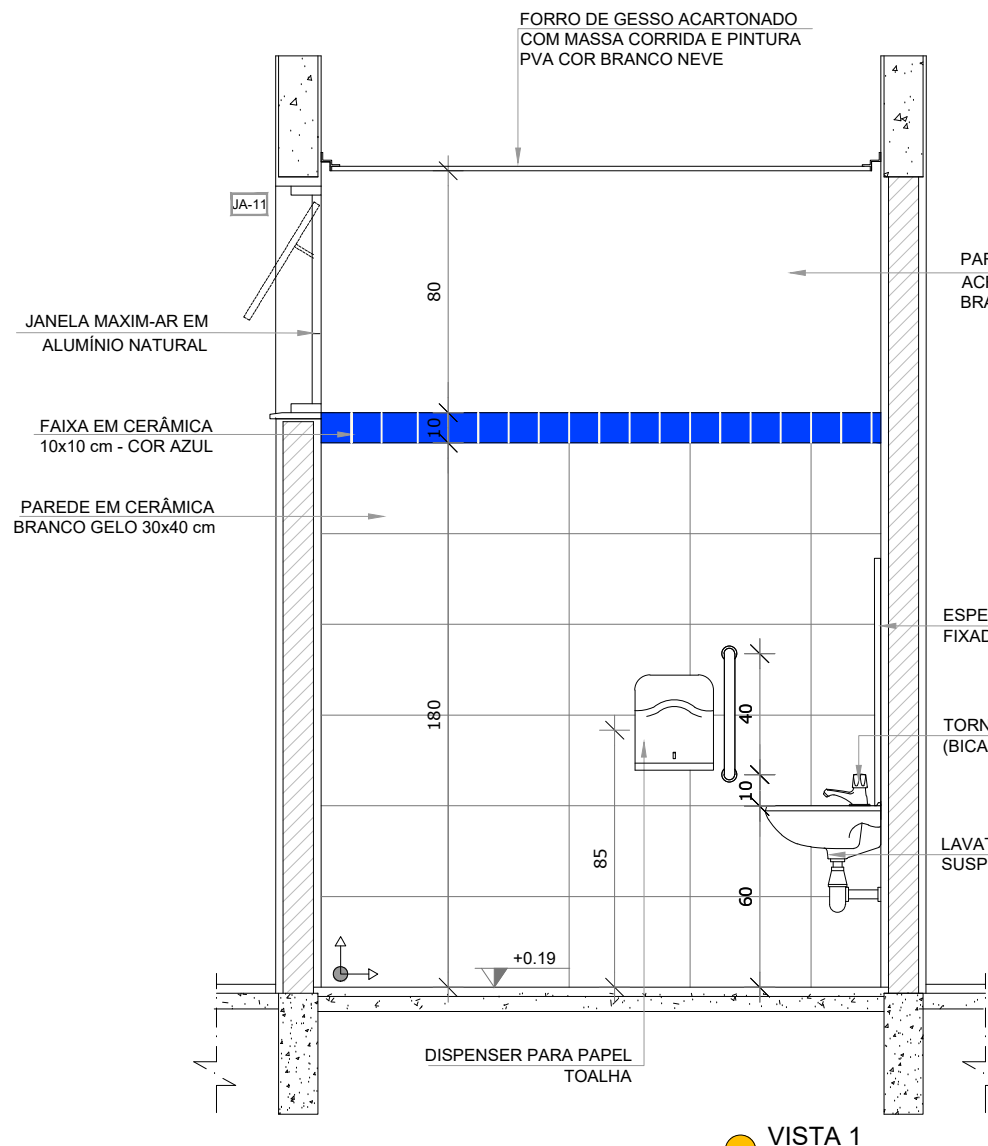 FORRO DE GESSO ACARTONADO
COM MASSA CORRIDA E PINTURA
PVA COR BRANCO NEVE
JA-11
80
JANELA MAXIM-AR EM
ALUMÍNIO NATURAL
FAIXA EM CERÂMICA
10x10 cm - COR AZUL
10
PAREDE EM CERÂMICA
BRANCO GELO 30x40 cm
180
40
10
85
60
+0.19
DISPENSER PARA PAPEL
TOALHA
VISTA 1